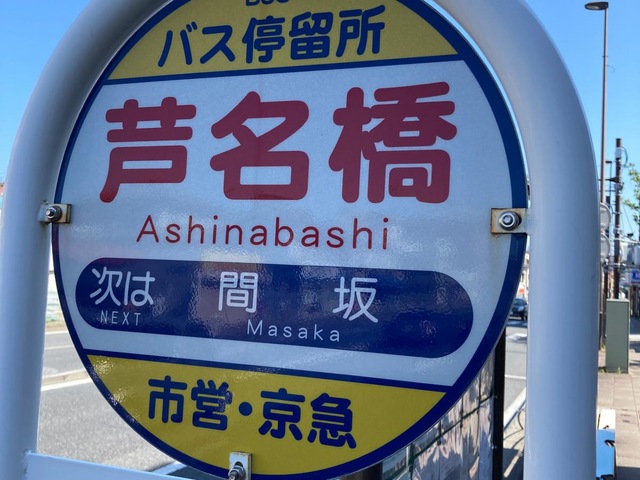 バス停留所
芦名橋
Ashinabashi
次は 間坂
NEXT Masaka
市営・京急